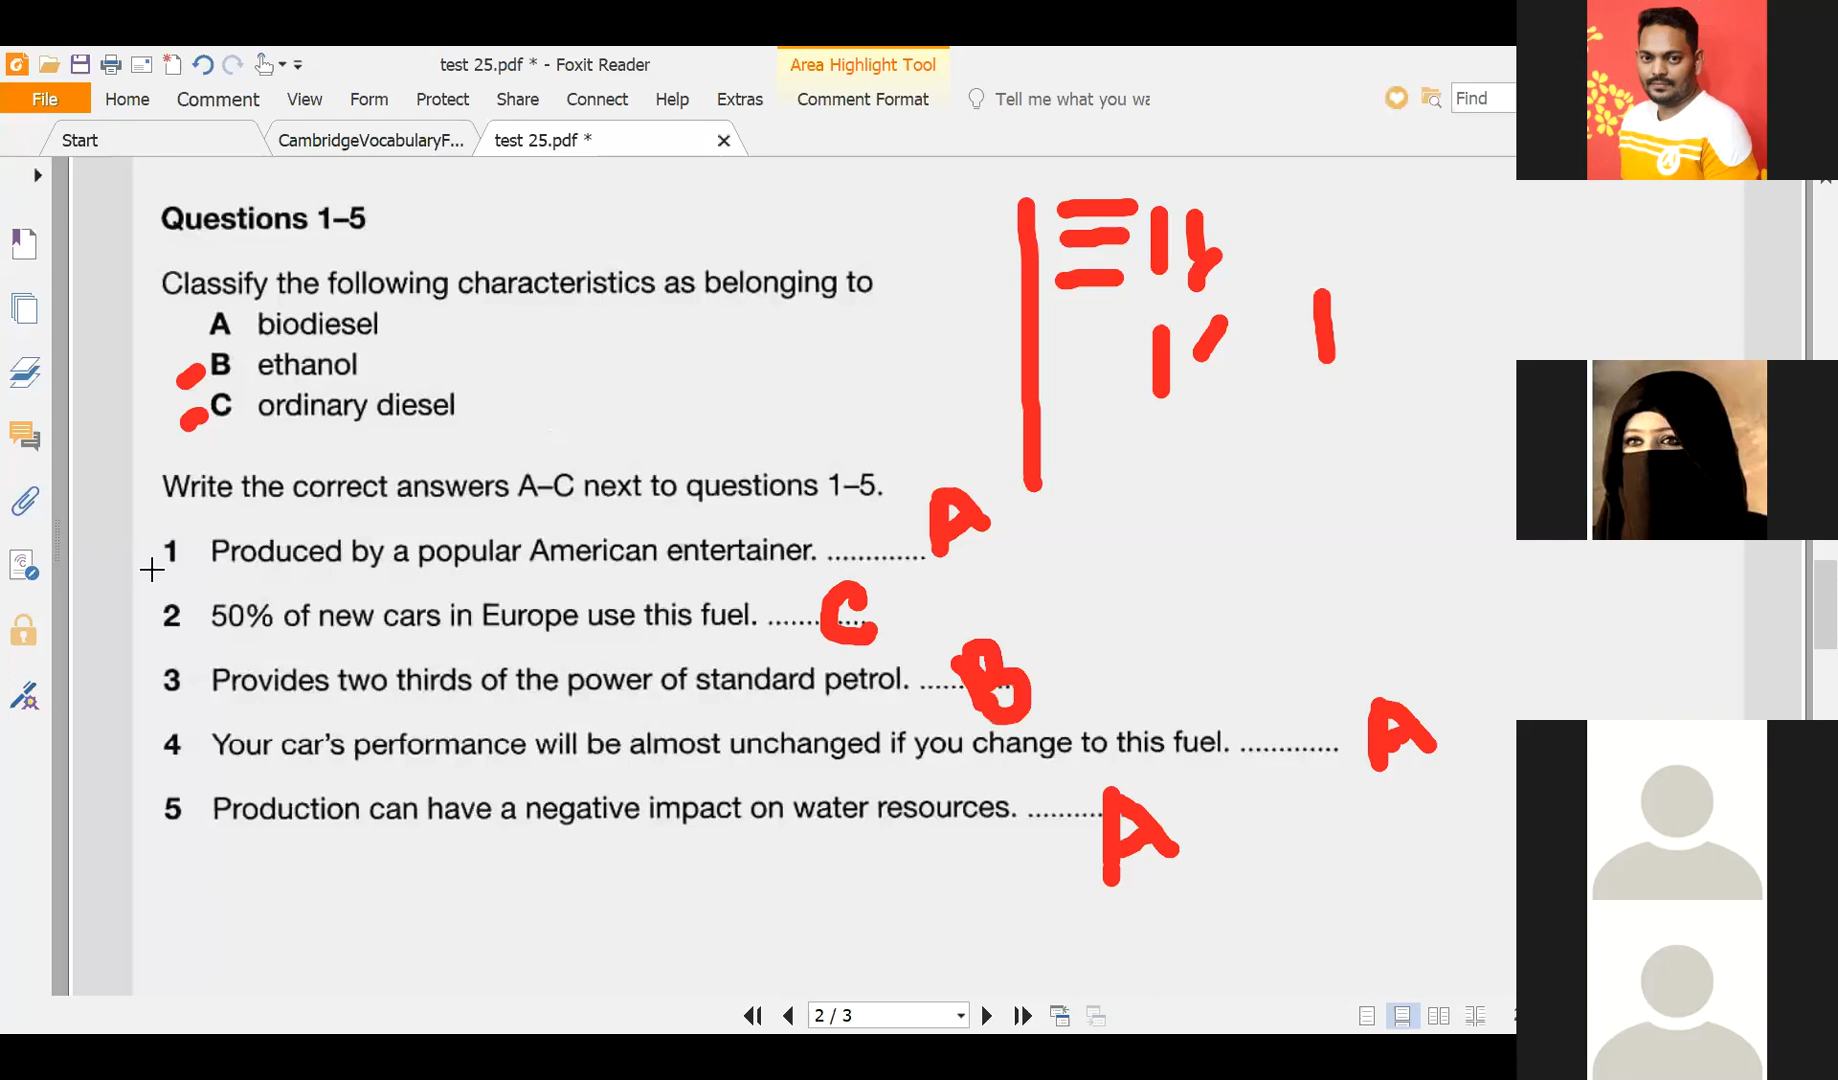 test 25.pdf * - Foxit Reader
Area Highlight Tool
File Home Comment View Form Protect Share Connect Help Extras Comment Format Tell me what you wa Find
Start CambridgeVocabularyF... test 25.pdf *
Questions 1–5
Classify the following characteristics as belonging to
A biodiesel
B ethanol
C ordinary diesel
Write the correct answers A–C next to questions 1–5.
1 Produced by a popular American entertainer. ............. A
2 50% of new cars in Europe use this fuel. ............. C
3 Provides two thirds of the power of standard petrol. ............. B
4 Your car's performance will be almost unchanged if you change to this fuel. ............. A
5 Production can have a negative impact on water resources. .......... A
2 / 3